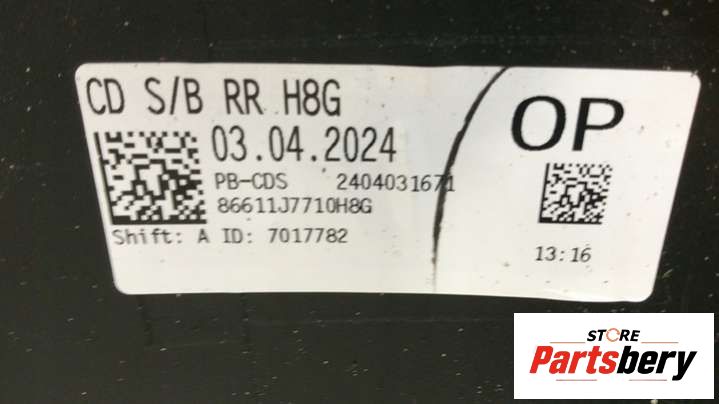 CD S/B RR H8G
03.04.2024
PB-CDS 2404031671
86611J7710H8G
Shift: A ID: 7017782
OP
13:16
STORE
Partsbery